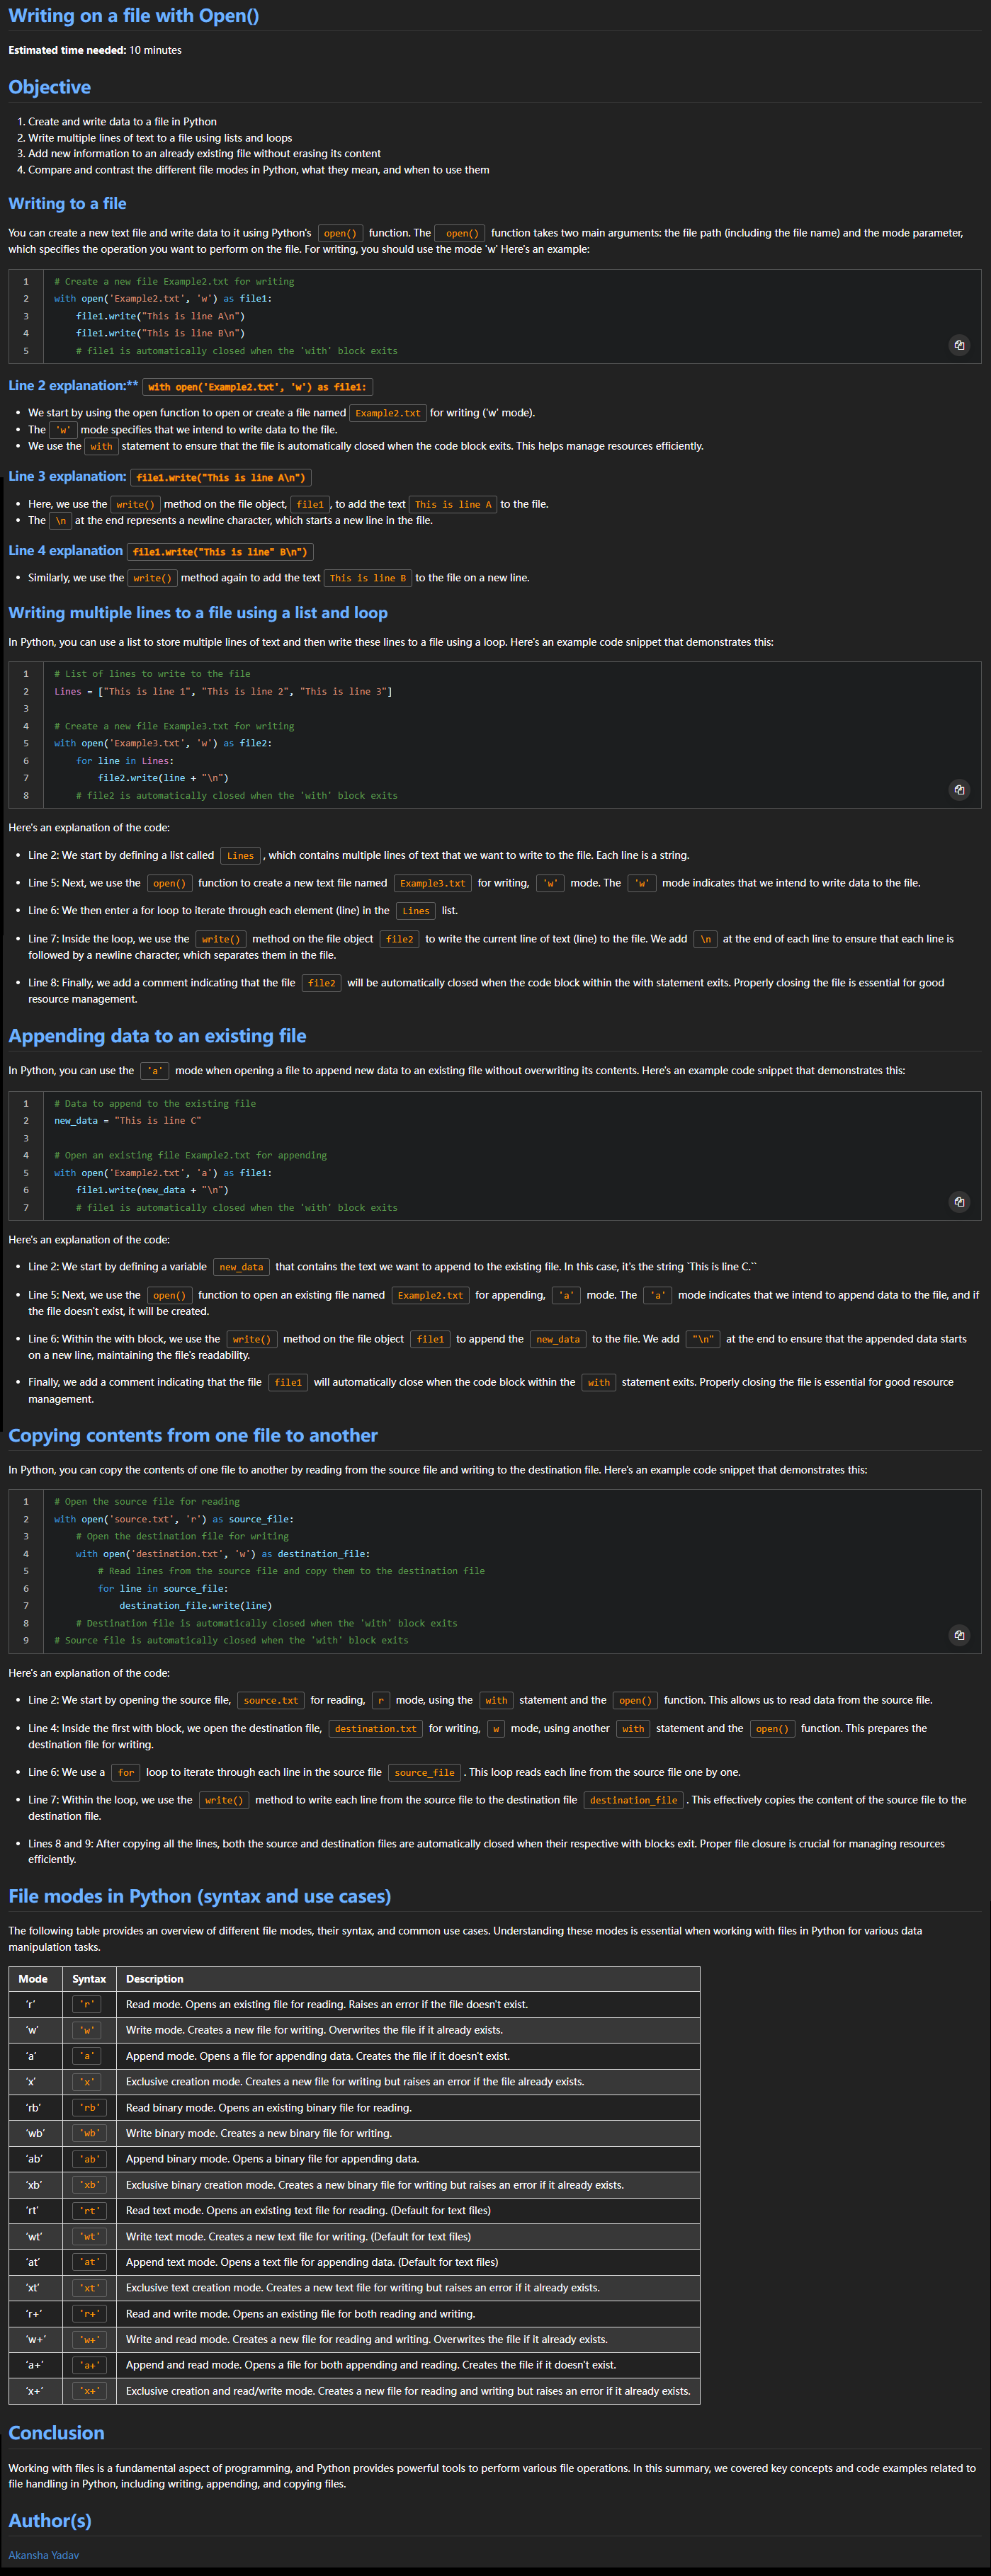 Writing on a file with Open()
Estimated time needed: 10 minutes
Objective
1. Create and write data to a file in Python
2. Write multiple lines of text to a file using lists and loops
3. Add new information to an already existing file without erasing its content
4. Compare and contrast the different file modes in Python, what they mean, and when to use them
Writing to a file
You can create a new text file and write data to it using Python's open() function. The open() function takes two main arguments: the file path (including the file name) and the mode parameter,
which specifies the operation you want to perform on the file. For writing, you should use the mode 'w' Here's an example:
1 # Create a new file Example2.txt for writing
2 with open('Example2.txt', 'w') as file1:
3     file1.write("This is line A\n")
4     file1.write("This is line B\n")
5     # file1 is automatically closed when the 'with' block exits
Line 2 explanation:** with open('Example2.txt', 'w') as file1:
• We start by using the open function to open or create a file named Example2.txt for writing ('w' mode).
• The 'w' mode specifies that we intend to write data to the file.
• We use the with statement to ensure that the file is automatically closed when the code block exits. This helps manage resources efficiently.
Line 3 explanation: file1.write("This is line A\n")
• Here, we use the write() method on the file object, file1, to add the text This is line A to the file.
• The \n at the end represents a newline character, which starts a new line in the file.
Line 4 explanation file1.write("This is line" B\n")
• Similarly, we use the write() method again to add the text This is line B to the file on a new line.
Writing multiple lines to a file using a list and loop
In Python, you can use a list to store multiple lines of text and then write these lines to a file using a loop. Here's an example code snippet that demonstrates this:
1 # List of lines to write to the file
2 Lines = ["This is line 1", "This is line 2", "This is line 3"]
3
4 # Create a new file Example3.txt for writing
5 with open('Example3.txt', 'w') as file2:
6     for line in Lines:
7         file2.write(line + "\n")
8     # file2 is automatically closed when the 'with' block exits
Here's an explanation of the code:
• Line 2: We start by defining a list called Lines , which contains multiple lines of text that we want to write to the file. Each line is a string.
• Line 5: Next, we use the open() function to create a new text file named Example3.txt for writing, 'w' mode. The 'w' mode indicates that we intend to write data to the file.
• Line 6: We then enter a for loop to iterate through each element (line) in the Lines list.
• Line 7: Inside the loop, we use the write() method on the file object file2 to write the current line of text (line) to the file. We add \n at the end of each line to ensure that each line is
followed by a newline character, which separates them in the file.
• Line 8: Finally, we add a comment indicating that the file file2 will be automatically closed when the code block within the with statement exits. Properly closing the file is essential for good
resource management.
Appending data to an existing file
In Python, you can use the 'a' mode when opening a file to append new data to an existing file without overwriting its contents. Here's an example code snippet that demonstrates this:
1 # Data to append to the existing file
2 new_data = "This is line C"
3
4 # Open an existing file Example2.txt for appending
5 with open('Example2.txt', 'a') as file1:
6     file1.write(new_data + "\n")
7     # file1 is automatically closed when the 'with' block exits
Here's an explanation of the code:
• Line 2: We start by defining a variable new_data that contains the text we want to append to the existing file. In this case, it's the string `This is line C.``
• Line 5: Next, we use the open() function to open an existing file named Example2.txt for appending, 'a' mode. The 'a' mode indicates that we intend to append data to the file, and if
the file doesn't exist, it will be created.
• Line 6: Within the with block, we use the write() method on the file object file1 to append the new_data to the file. We add "\n" at the end to ensure that the appended data starts
on a new line, maintaining the file's readability.
• Finally, we add a comment indicating that the file file1 will automatically close when the code block within the with statement exits. Properly closing the file is essential for good resource
management.
Copying contents from one file to another
In Python, you can copy the contents of one file to another by reading from the source file and writing to the destination file. Here's an example code snippet that demonstrates this:
1 # Open the source file for reading
2 with open('source.txt', 'r') as source_file:
3     # Open the destination file for writing
4     with open('destination.txt', 'w') as destination_file:
5         # Read lines from the source file and copy them to the destination file
6         for line in source_file:
7             destination_file.write(line)
8     # Destination file is automatically closed when the 'with' block exits
9 # Source file is automatically closed when the 'with' block exits
Here's an explanation of the code:
• Line 2: We start by opening the source file, source.txt for reading, r mode, using the with statement and the open() function. This allows us to read data from the source file.
• Line 4: Inside the first with block, we open the destination file, destination.txt for writing, w mode, using another with statement and the open() function. This prepares the
destination file for writing.
• Line 6: We use a for loop to iterate through each line in the source file source_file . This loop reads each line from the source file one by one.
• Line 7: Within the loop, we use the write() method to write each line from the source file to the destination file destination_file . This effectively copies the content of the source file to the
destination file.
• Lines 8 and 9: After copying all the lines, both the source and destination files are automatically closed when their respective with blocks exit. Proper file closure is crucial for managing resources
efficiently.
File modes in Python (syntax and use cases)
The following table provides an overview of different file modes, their syntax, and common use cases. Understanding these modes is essential when working with files in Python for various data
manipulation tasks.
Mode Syntax Description
'r' 'r' Read mode. Opens an existing file for reading. Raises an error if the file doesn't exist.
'w' 'w' Write mode. Creates a new file for writing. Overwrites the file if it already exists.
'a' 'a' Append mode. Opens a file for appending data. Creates the file if it doesn't exist.
'x' 'x' Exclusive creation mode. Creates a new file for writing but raises an error if the file already exists.
'rb' 'rb' Read binary mode. Opens an existing binary file for reading.
'wb' 'wb' Write binary mode. Creates a new binary file for writing.
'ab' 'ab' Append binary mode. Opens a binary file for appending data.
'xb' 'xb' Exclusive binary creation mode. Creates a new binary file for writing but raises an error if it already exists.
'rt' 'rt' Read text mode. Opens an existing text file for reading. (Default for text files)
'wt' 'wt' Write text mode. Creates a new text file for writing. (Default for text files)
'at' 'at' Append text mode. Opens a text file for appending data. (Default for text files)
'xt' 'xt' Exclusive text creation mode. Creates a new text file for writing but raises an error if it already exists.
'r+' 'r+' Read and write mode. Opens an existing file for both reading and writing.
'w+' 'w+' Write and read mode. Creates a new file for reading and writing. Overwrites the file if it already exists.
'a+' 'a+' Append and read mode. Opens a file for both appending and reading. Creates the file if it doesn't exist.
'x+' 'x+' Exclusive creation and read/write mode. Creates a new file for reading and writing but raises an error if it already exists.
Conclusion
Working with files is a fundamental aspect of programming, and Python provides powerful tools to perform various file operations. In this summary, we covered key concepts and code examples related to
file handling in Python, including writing, appending, and copying files.
Author(s)
Akansha Yadav